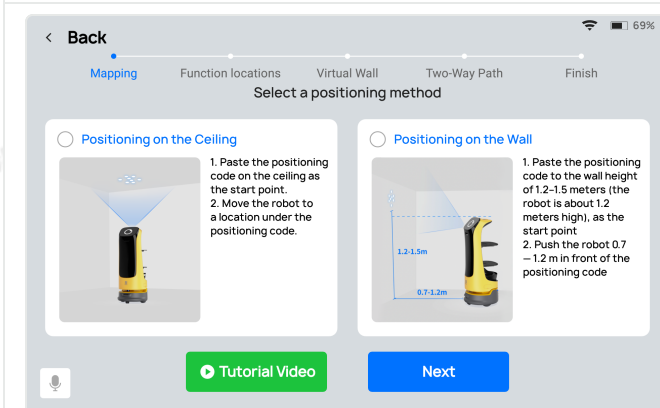 < Back
69%
Mapping
Function locations
Virtual Wall
Two-Way Path
Finish
Select a positioning method
Positioning on the Ceiling
1. Paste the positioning
code on the ceiling as
the start point.
2. Move the robot to
a location under the
positioning code.
Positioning on the Wall
1. Paste the positioning
code to the wall height
of 1.2–1.5 meters (the
robot is about 1.2
meters high), as the
start point
2. Push the robot 0.7
— 1.2 m in front of the
positioning code
1.2-1.5m
0.7-1.2m
Tutorial Video
Next